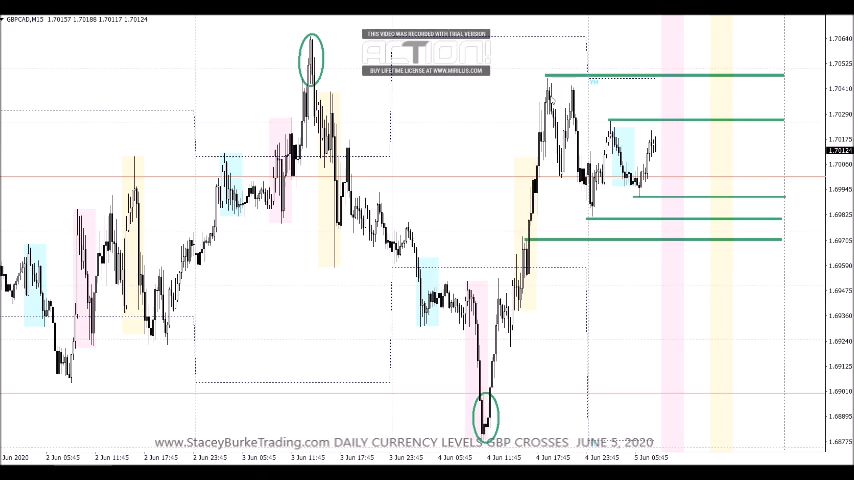 GBPCAD,M15 1.70157 1.70188 1.70117 1.70124
THIS VIDEO WAS RECORDED WITH TRIAL VERSION
ACTION!
BUY LIFETIME LICENSE AT WWW.MIRILLIS.COM
1.70640
1.70525
1.70410
1.70290
1.70175
1.70124
1.70060
1.69945
1.69825
1.69705
1.69590
1.69475
1.69360
1.69240
1.69125
1.69010
1.68895
1.68775
www.StaceyBurkeTrading.com DAILY CURRENCY LEVELS GBP CROSSES JUNE 5, 2020
Jun 2020
2 Jun 05:45
2 Jun 11:45
2 Jun 17:45
2 Jun 23:45
3 Jun 05:45
3 Jun 11:45
3 Jun 17:45
3 Jun 23:45
4 Jun 05:45
4 Jun 11:45
4 Jun 17:45
4 Jun 23:45
5 Jun 05:45